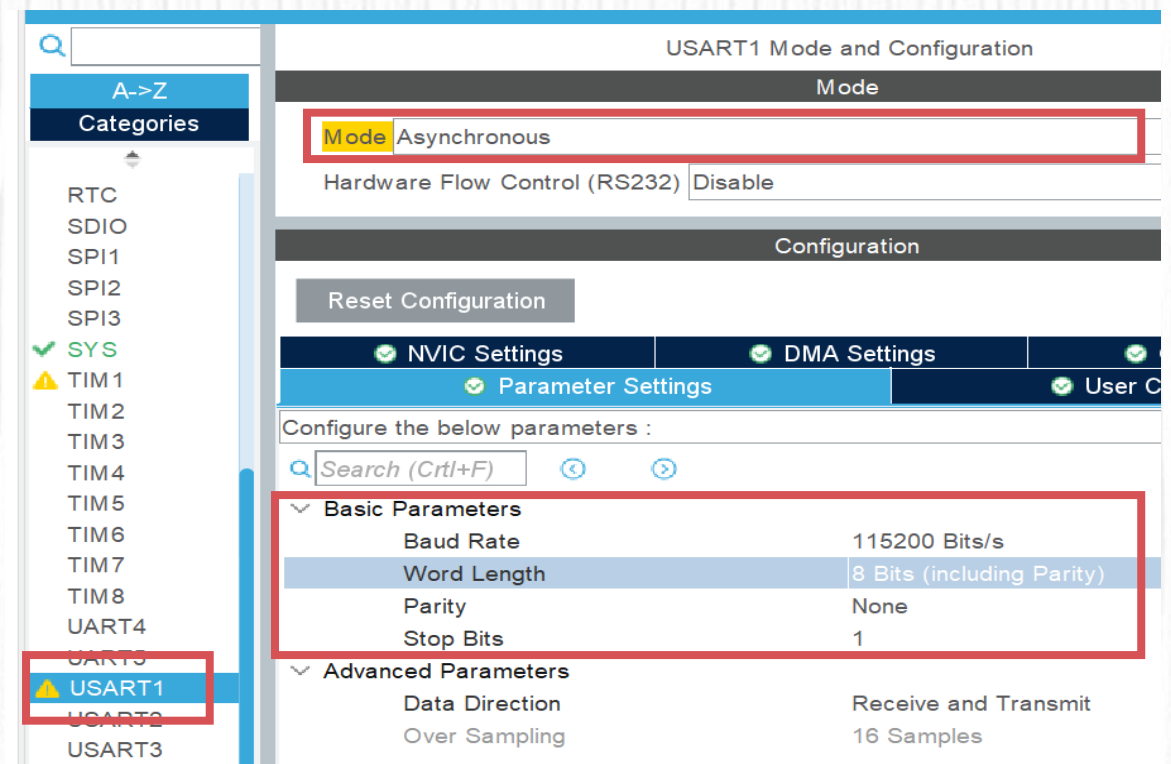 USART1 Mode and Configuration
A->Z
Categories
RTC
SDIO
SPI1
SPI2
SPI3
SYS
TIM1
TIM2
TIM3
TIM4
TIM5
TIM6
TIM7
TIM8
UART4
UART5
USART1
USART2
USART3
Mode
Mode Asynchronous
Hardware Flow Control (RS232) Disable
Configuration
Reset Configuration
NVIC Settings DMA Settings
Parameter Settings User C
Configure the below parameters :
Search (Crtl+F)
Basic Parameters
Baud Rate 115200 Bits/s
Word Length 8 Bits (including Parity)
Parity None
Stop Bits 1
Advanced Parameters
Data Direction Receive and Transmit
Over Sampling 16 Samples